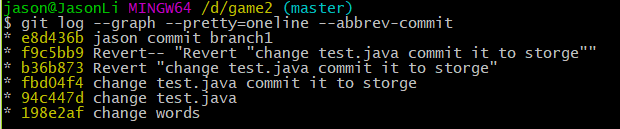 jason@JasonLi MINGW64 /d/game2 (master)
$ git log --graph --pretty=oneline --abbrev-commit
* e8d436b jason commit branch1
* f9c5bb9 Revert-- "Revert "change test.java commit it to storge""
* b36b873 Revert "change test.java commit it to storge"
* fbd04f4 change test.java commit it to storge
* 94c447d change test.java
* 198e2af change words